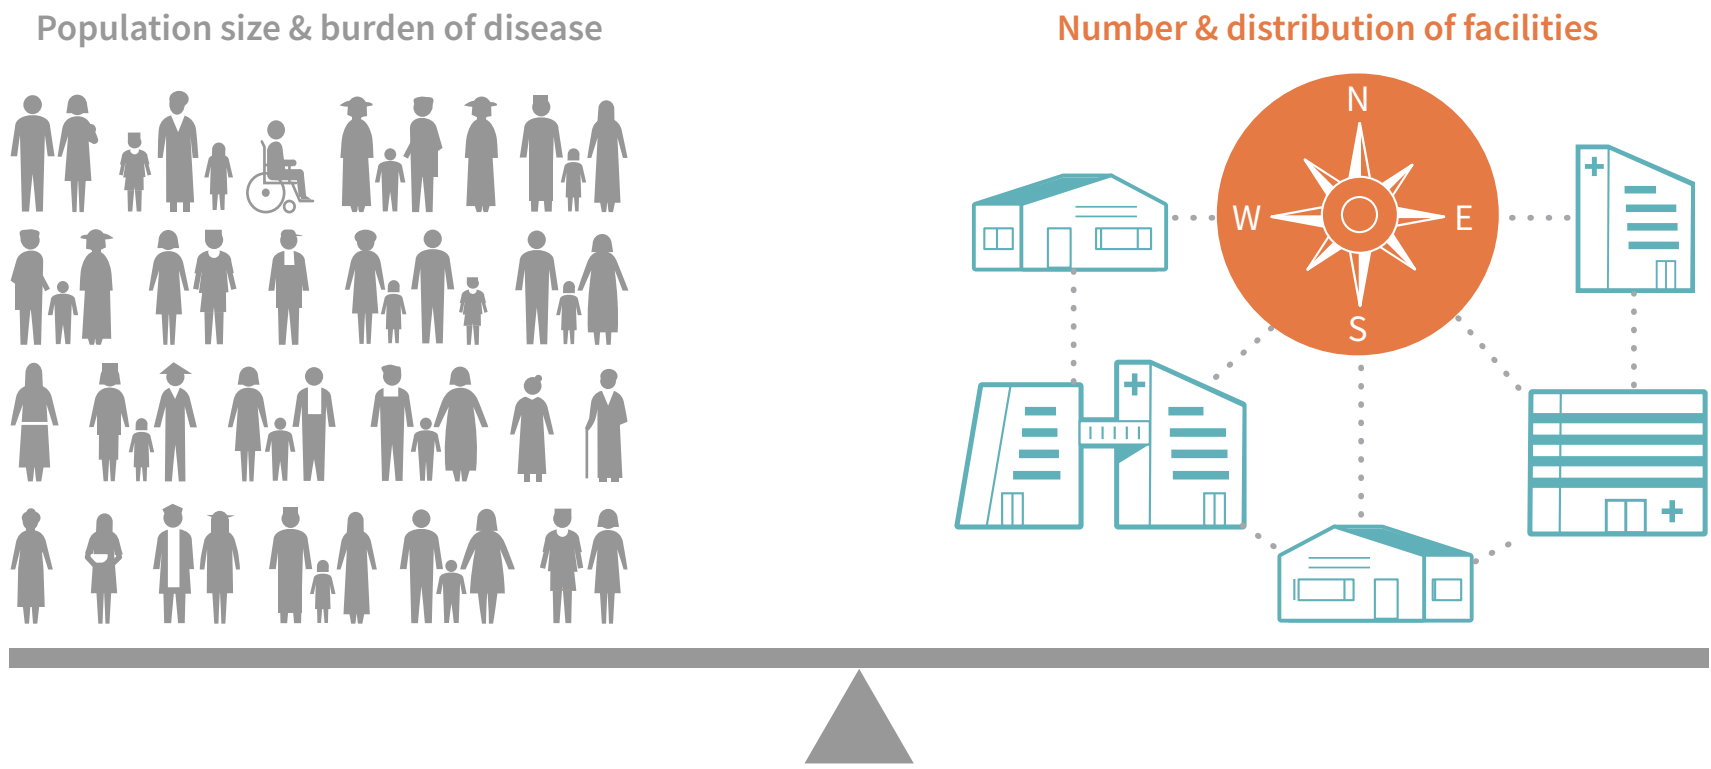 Population size & burden of disease
Number & distribution of facilities
N
W
E
S